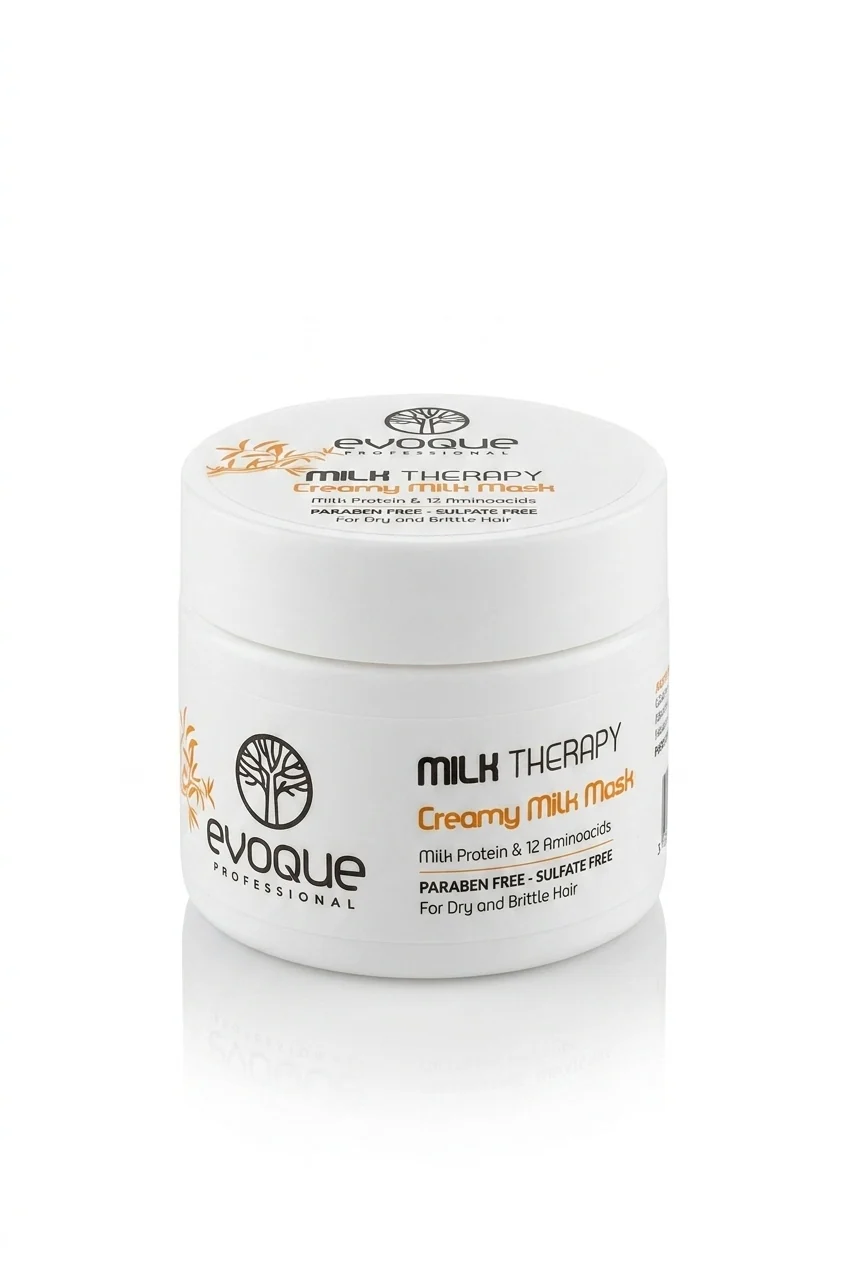 evoque
PROFESSIONAL
MILK THERAPY
Creamy Milk Mask
Milk Protein & 12 Aminoacids
PARABEN FREE - SULFATE FREE
For Dry and Brittle Hair
evoque
PROFESSIONAL
MILK THERAPY
Creamy Milk Mask
Milk Protein & 12 Aminoacids
PARABEN FREE - SULFATE FREE
For Dry and Brittle Hair